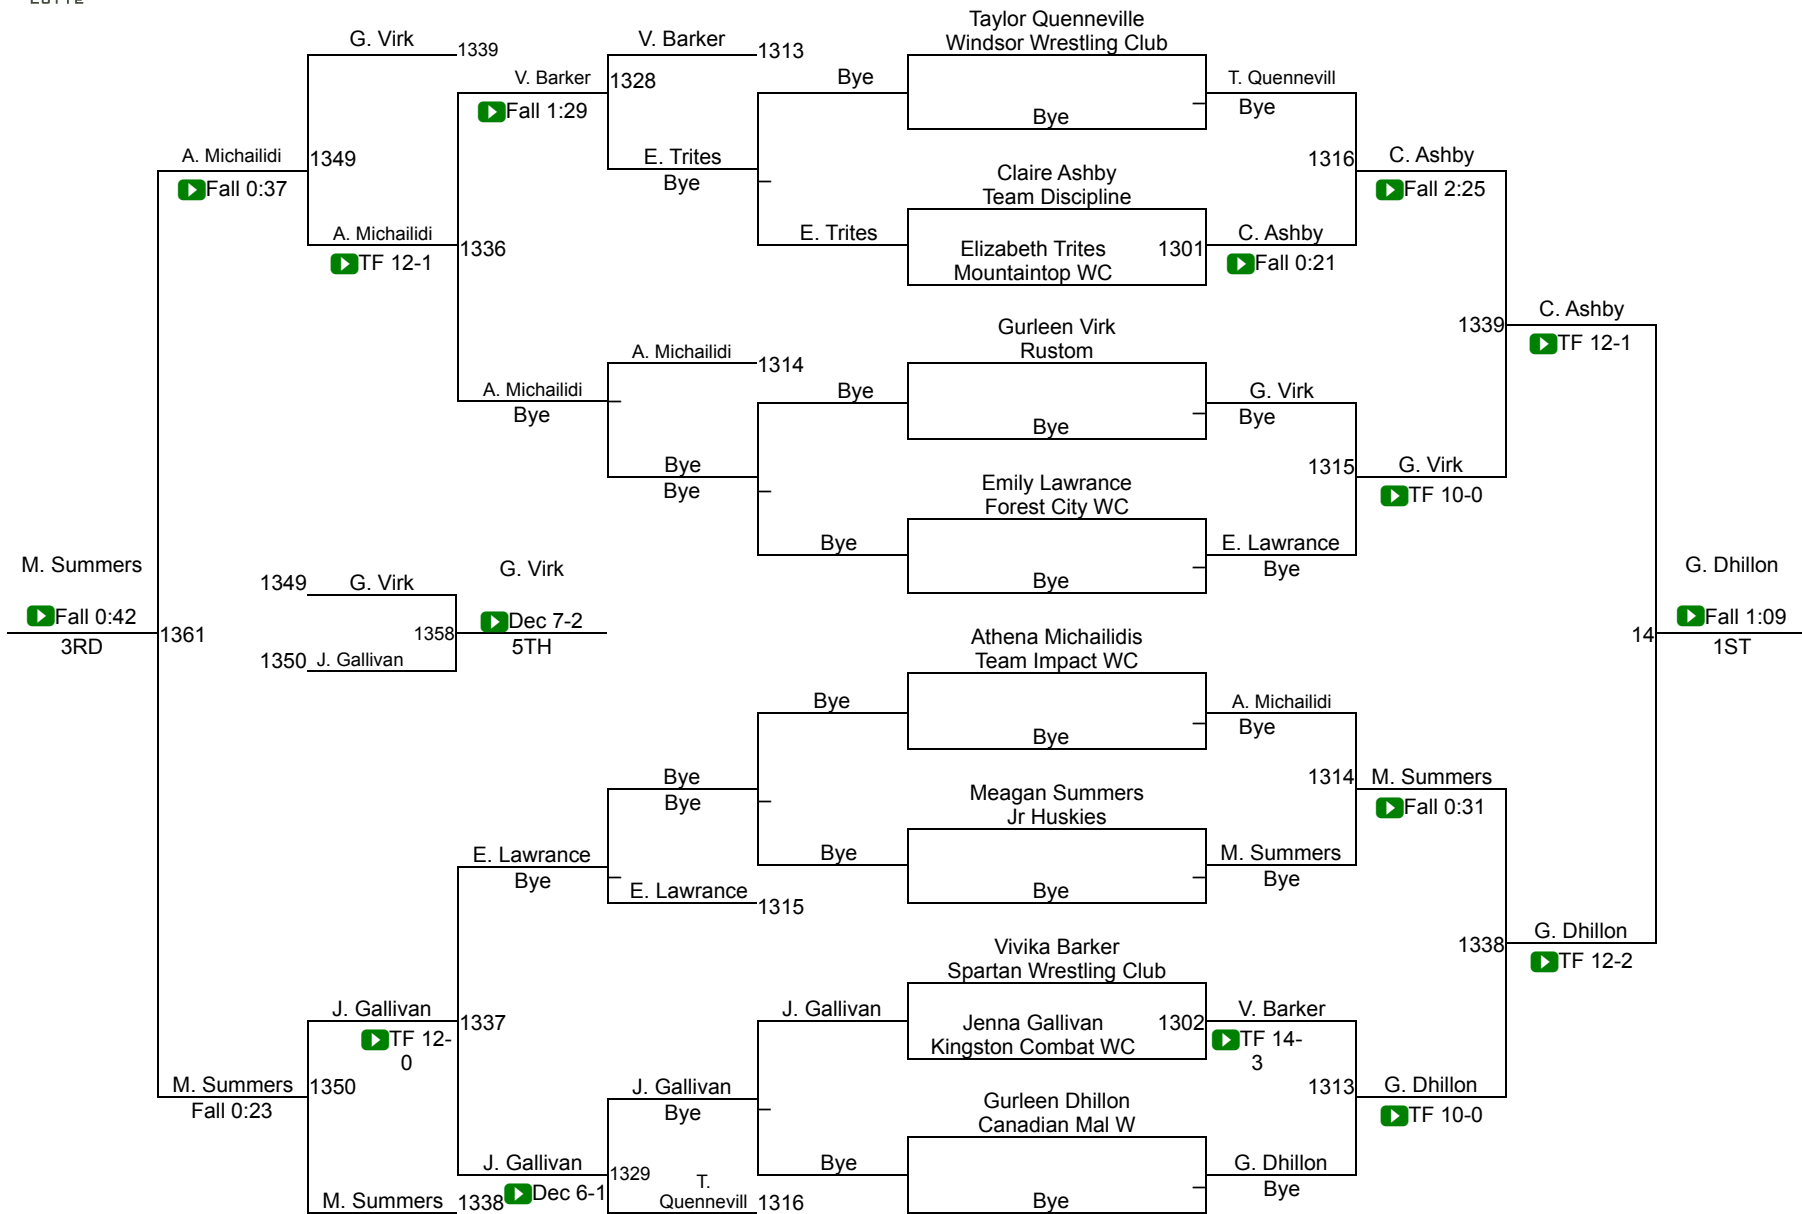 G. Virk
1339
V. Barker
1313
Taylor Quenneville
Windsor Wrestling Club
V. Barker
1328
Fall 1:29
Bye
Bye
T. Quennevill
Bye
A. Michailidi
1349
Fall 0:37
E. Trites
Bye
Claire Ashby
Team Discipline
1316
C. Ashby
Fall 2:25
A. Michailidi
TF 12-1
1336
E. Trites
Elizabeth Trites
Mountaintop WC
1301
C. Ashby
Fall 0:21
C. Ashby
1339
TF 12-1
A. Michailidi
1314
Gurleen Virk
Rustom
A. Michailidi
Bye
Bye
Bye
G. Virk
Bye
Bye
Bye
Emily Lawrance
Forest City WC
1315
G. Virk
TF 10-0
Bye
Bye
E. Lawrance
Bye
M. Summers
Fall 0:42
3RD
1361
1349
G. Virk
1350
J. Gallivan
1358
G. Virk
Dec 7-2
5TH
G. Dhillon
14
Fall 1:09
1ST
Athena Michailidis
Team Impact WC
Bye
Bye
A. Michailidi
Bye
Bye
Bye
Meagan Summers
Jr Huskies
1314
M. Summers
Fall 0:31
E. Lawrance
Bye
E. Lawrance
1315
Bye
Bye
M. Summers
Bye
Vivika Barker
Spartan Wrestling Club
1338
G. Dhillon
TF 12-2
J. Gallivan
TF 12-
0
1337
J. Gallivan
Jenna Gallivan
Kingston Combat WC
1302
V. Barker
TF 14-
3
M. Summers
Fall 0:23
1350
J. Gallivan
Bye
Gurleen Dhillon
Canadian Mal W
1313
G. Dhillon
TF 10-0
J. Gallivan
Dec 6-1
1329
T.
Quennevill
1316
Bye
Bye
G. Dhillon
Bye
M. Summers
1338